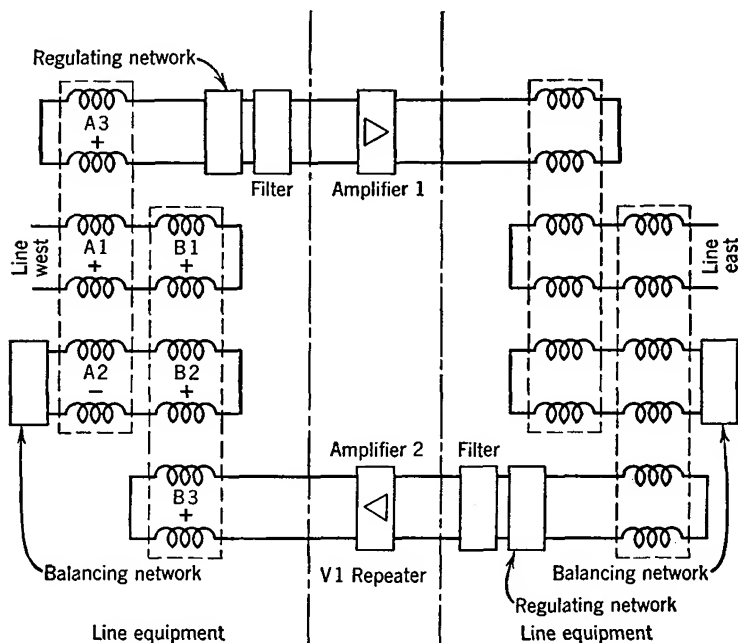 Regulating network
A3
+
Filter
Amplifier 1
Line west
A1
+
B1
+
Line east
A2
-
B2
+
Amplifier 2
Filter
B3
+
Balancing network
V1 Repeater
Balancing network
Regulating network
Line equipment
Line equipment